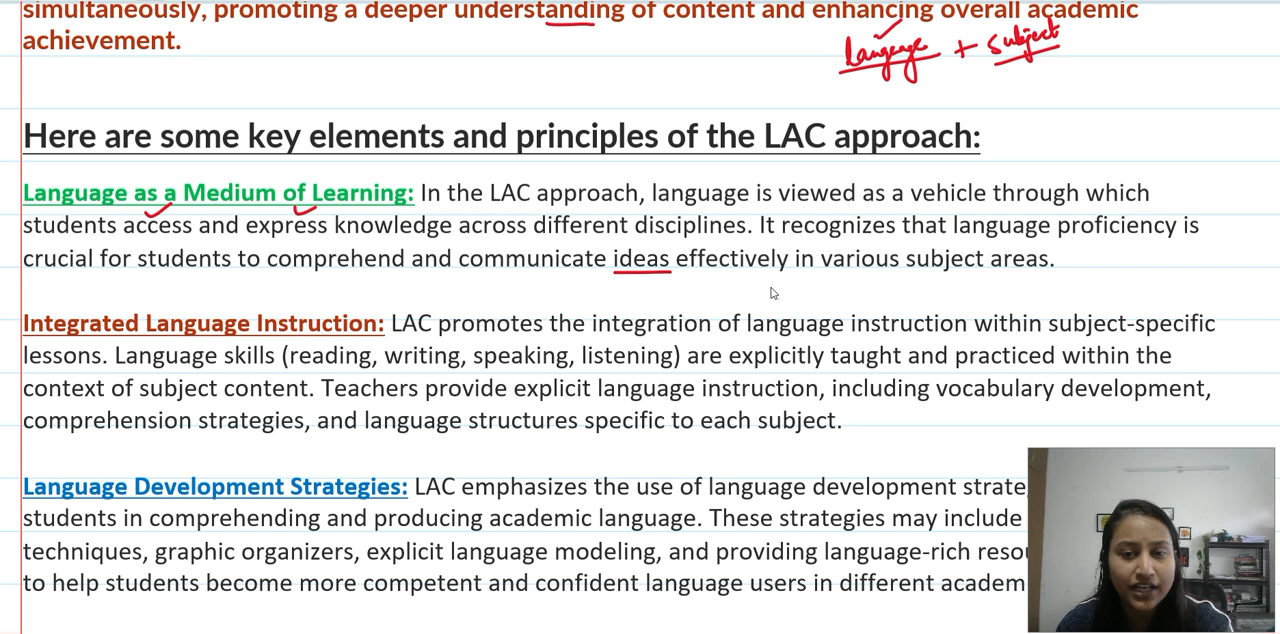 simultaneously, promoting a deeper understanding of content and enhancing overall academic
achievement.
Language + Subject
Here are some key elements and principles of the LAC approach:
Language as a Medium of Learning: In the LAC approach, language is viewed as a vehicle through which
students access and express knowledge across different disciplines. It recognizes that language proficiency is
crucial for students to comprehend and communicate ideas effectively in various subject areas.
Integrated Language Instruction: LAC promotes the integration of language instruction within subject-specific
lessons. Language skills (reading, writing, speaking, listening) are explicitly taught and practiced within the
context of subject content. Teachers provide explicit language instruction, including vocabulary development,
comprehension strategies, and language structures specific to each subject.
Language Development Strategies: LAC emphasizes the use of language development
students in comprehending and producing academic language. These strategies may include
techniques, graphic organizers, explicit language modeling, and providing language-rich
to help students become more competent and confident language users in different